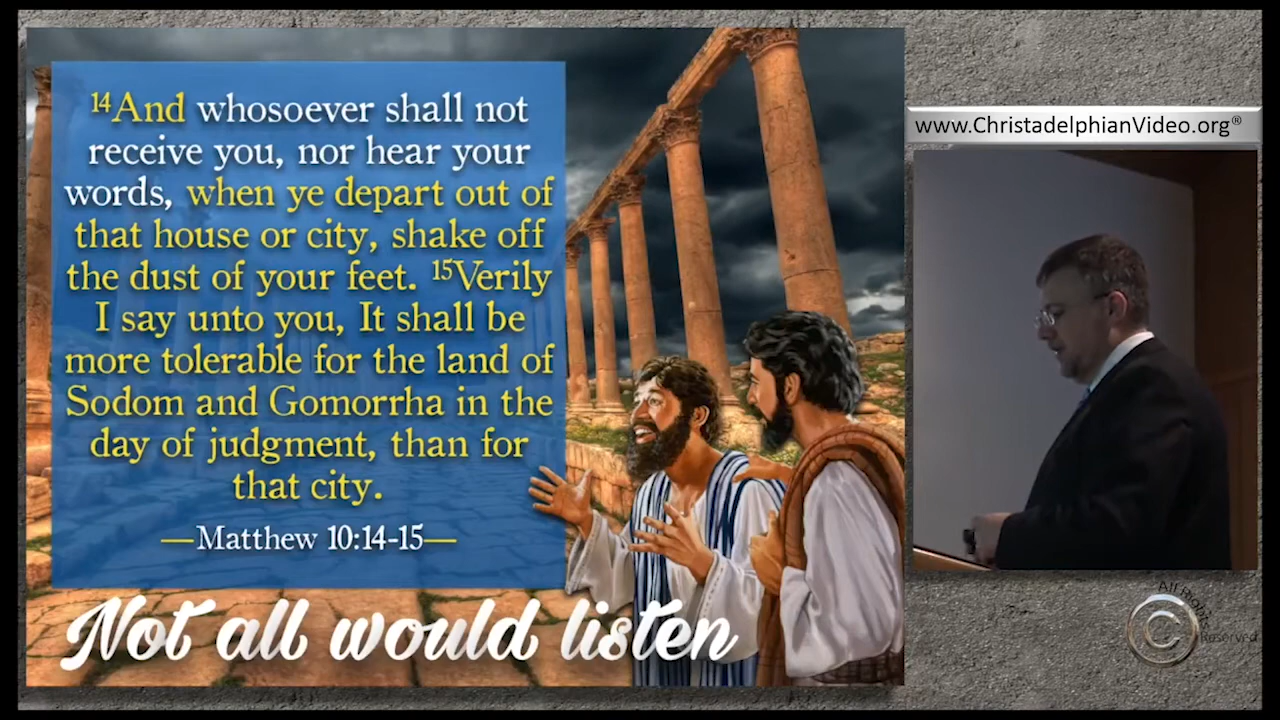 ¹⁴And whosoever shall not
receive you, nor hear your
words, when ye depart out of
that house or city, shake off
the dust of your feet. ¹⁵Verily
I say unto you, It shall be
more tolerable for the land of
Sodom and Gomorrha in the
day of judgment, than for
that city.
—Matthew 10:14-15—
Not all would listen
www.ChristadelphianVideo.org®
All Rights
Reserved
©